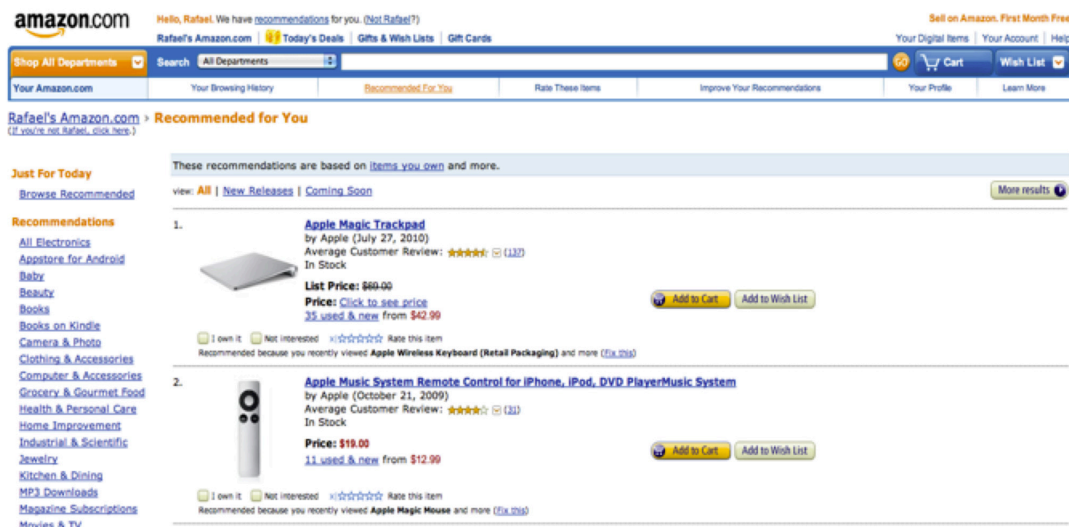 amazon.com
Hello, Rafael. We have recommendations for you. (Not Rafael?)
Sell on Amazon. First Month Free
Rafael's Amazon.com | Today's Deals | Gifts & Wish Lists | Gift Cards
Your Digital Items | Your Account | Help
Shop All Departments Search All Departments GO Cart Wish List
Your Amazon.com Your Browsing History Recommended For You Rate These Items Improve Your Recommendations Your Profile Learn More
Rafael's Amazon.com › Recommended for You
(If you're not Rafael, click here.)
Just For Today
Browse Recommended
Recommendations
All Electronics
Appstore for Android
Baby
Beauty
Books
Books on Kindle
Camera & Photo
Clothing & Accessories
Computer & Accessories
Grocery & Gourmet Food
Health & Personal Care
Home Improvement
Industrial & Scientific
Jewelry
Kitchen & Dining
MP3 Downloads
Magazine Subscriptions
Movies & TV
These recommendations are based on items you own and more.
view: All | New Releases | Coming Soon
More results
1. Apple Magic Trackpad
by Apple (July 27, 2010)
Average Customer Review: (137)
In Stock
List Price: $69.00
Price: Click to see price
35 used & new from $42.99
Add to Cart Add to Wish List
I own it Not interested x| Rate this item
Recommended because you recently viewed Apple Wireless Keyboard (Retail Packaging) and more (Fix this)
2. Apple Music System Remote Control for iPhone, iPod, DVD PlayerMusic System
by Apple (October 21, 2009)
Average Customer Review: (31)
In Stock
Price: $19.00
11 used & new from $12.99
Add to Cart Add to Wish List
I own it Not interested x| Rate this item
Recommended because you recently viewed Apple Magic Mouse and more (Fix this)